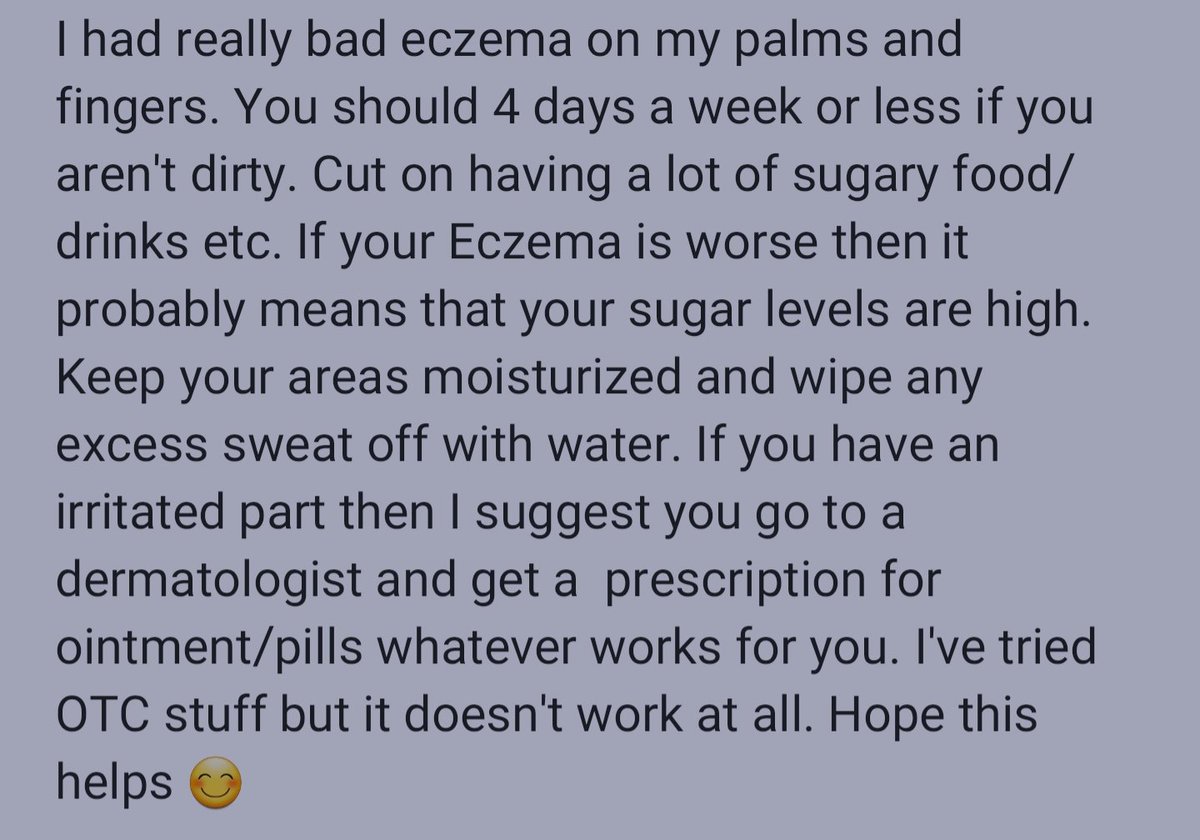 I had really bad eczema on my palms and
fingers. You should 4 days a week or less if you
aren't dirty. Cut on having a lot of sugary food/
drinks etc. If your Eczema is worse then it
probably means that your sugar levels are high.
Keep your areas moisturized and wipe any
excess sweat off with water. If you have an
irritated part then I suggest you go to a
dermatologist and get a  prescription for
ointment/pills whatever works for you. I've tried
OTC stuff but it doesn't work at all. Hope this
helps 😊